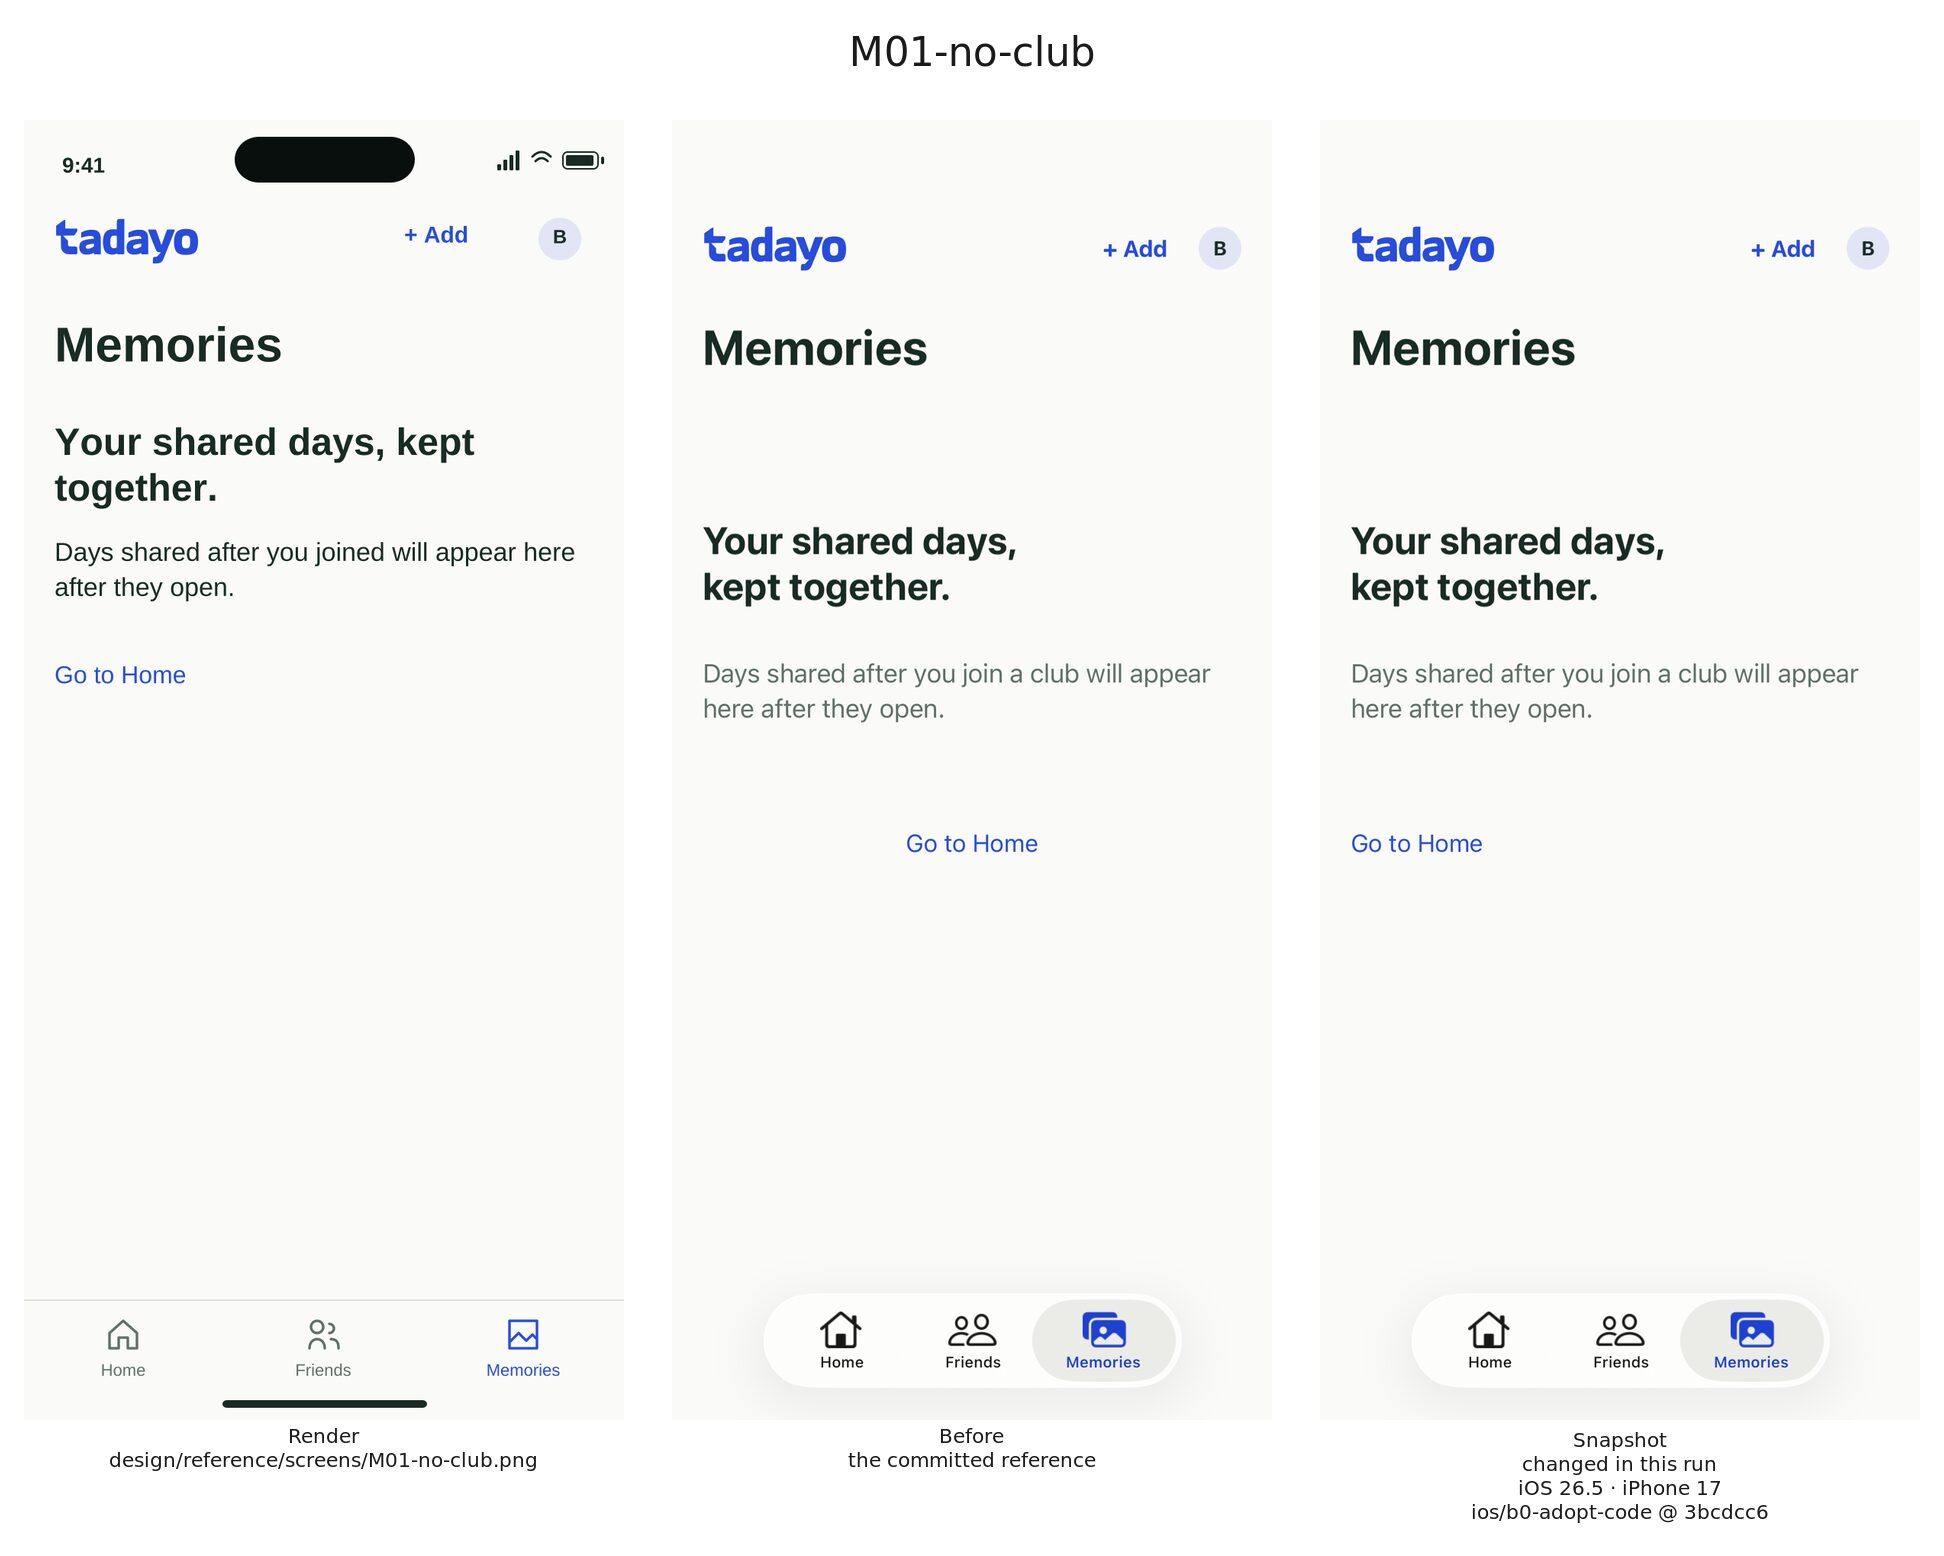 M01-no-club
9:41
tadayo
+ Add
B
Memories
Your shared days, kept
together.
Days shared after you joined will appear here
after they open.
Go to Home
Home
Friends
Memories
Render
design/reference/screens/M01-no-club.png
tadayo
+ Add
B
Memories
Your shared days,
kept together.
Days shared after you join a club will appear
here after they open.
Go to Home
Home
Friends
Memories
Before
the committed reference
tadayo
+ Add
B
Memories
Your shared days,
kept together.
Days shared after you join a club will appear
here after they open.
Go to Home
Home
Friends
Memories
Snapshot
changed in this run
iOS 26.5 · iPhone 17
ios/b0-adopt-code @ 3bcdcc6